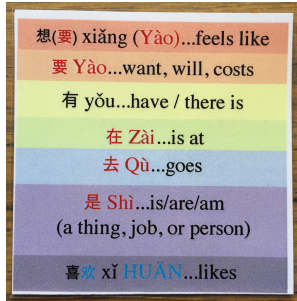 想(要) xiǎng (Yào)...feels like
要 Yào...want, will, costs
有 yǒu...have / there is
在 Zài...is at
去 Qù...goes
是 Shì...is/are/am
(a thing, job, or person)
喜欢 xǐ HUĀN...likes